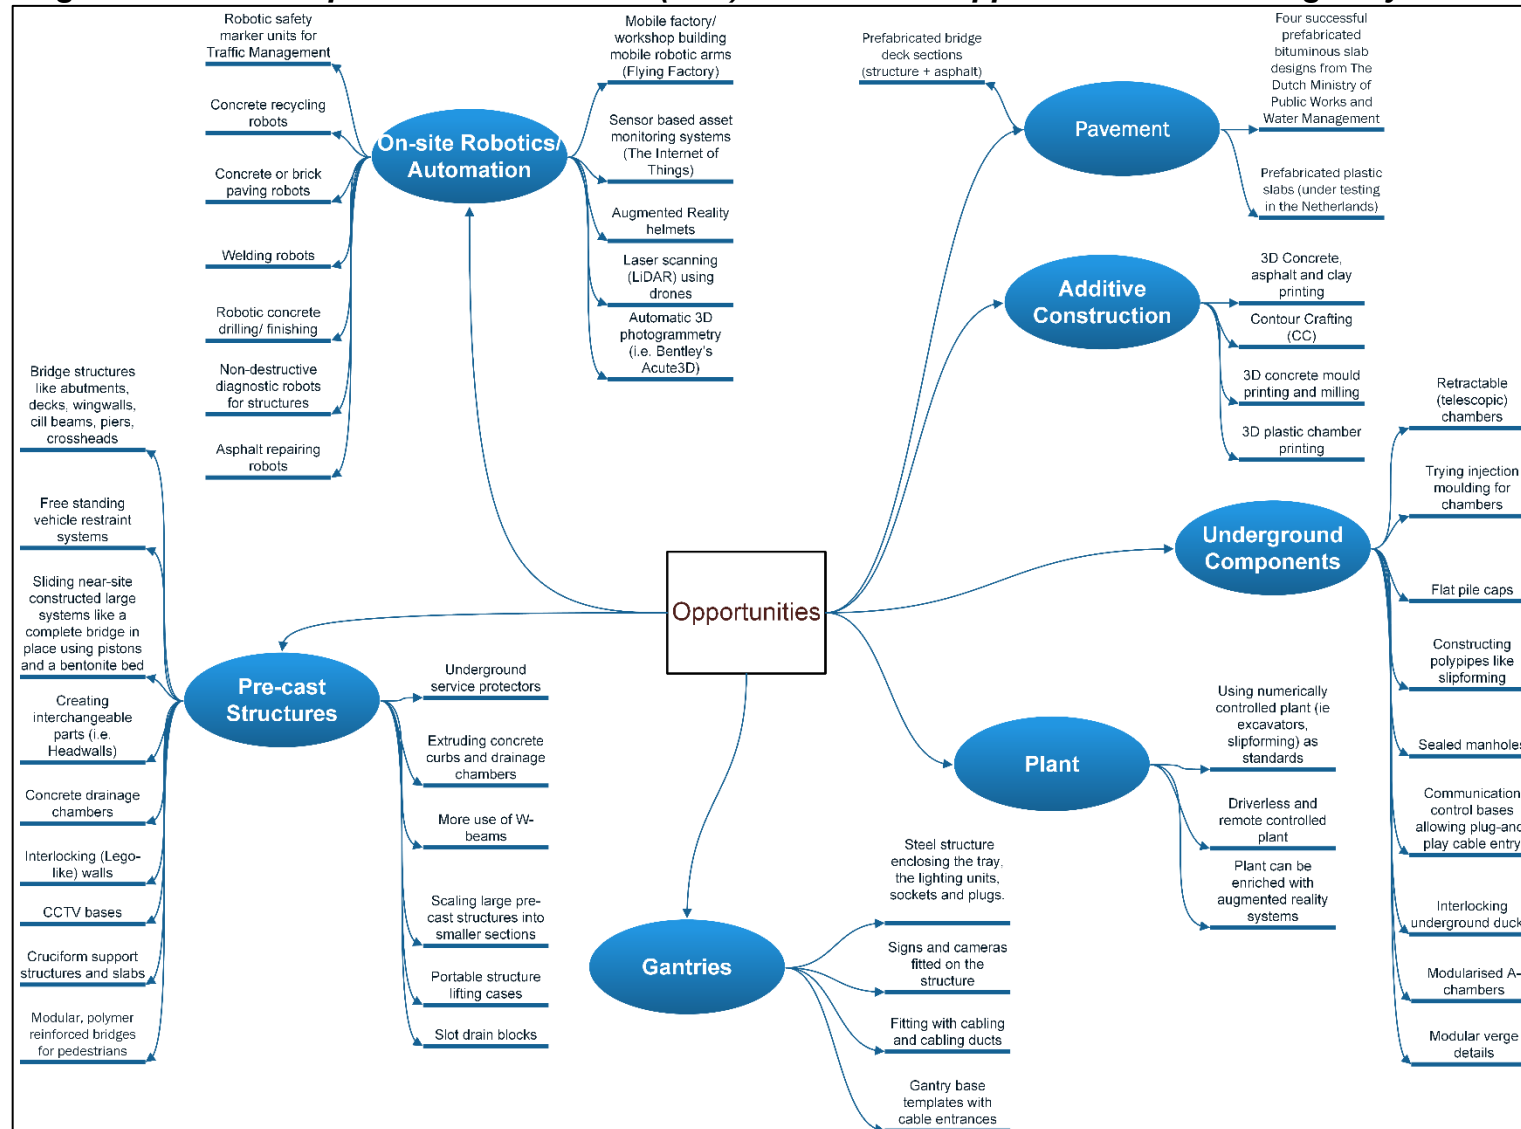 Robotic safety
marker units for
Traffic Management
Concrete recycling
robots
Concrete or brick
paving robots
Welding robots
Robotic concrete
drilling/ finishing
Non-destructive
diagnostic robots
for structures
Asphalt repairing
robots
On-site Robotics/
Automation
Mobile factory/
workshop building
mobile robotic arms
(Flying Factory)
Sensor based asset
monitoring systems
(The Internet of
Things)
Augmented Reality
helmets
Laser scanning
(LiDAR) using
drones
Automatic 3D
photogrammetry
(i.e. Bentley's
Acute3D)
Prefabricated bridge
deck sections
(structure + asphalt)
Pavement
Four successful
prefabricated
bituminous slab
designs from The
Dutch Ministry of
Public Works and
Water Management
Prefabricated plastic
slabs (under testing
in the Netherlands)
Additive
Construction
3D Concrete,
asphalt and clay
printing
Contour Crafting
(CC)
3D concrete mould
printing and milling
3D plastic chamber
printing
Underground
Components
Retractable
(telescopic)
chambers
Trying injection
moulding for
chambers
Flat pile caps
Constructing
polypipes like
slipforming
Sealed manholes
Communication
control bases
allowing plug-and-
play cable entry
Interlocking
underground duck
Modularised A-
chambers
Modular verge
details
Opportunities
Bridge structures
like abutments,
decks, wingwalls,
cill beams, piers,
crossheads
Free standing
vehicle restraint
systems
Sliding near-site
constructed large
systems like a
complete bridge in
place using pistons
and a bentonite bed
Creating
interchangeable
parts (i.e.
Headwalls)
Concrete drainage
chambers
Interlocking (Lego-
like) walls
CCTV bases
Cruciform support
structures and slabs
Modular, polymer
reinforced bridges
for pedestrians
Pre-cast
Structures
Underground
service protectors
Extruding concrete
curbs and drainage
chambers
More use of W-
beams
Scaling large pre-
cast structures into
smaller sections
Portable structure
lifting cases
Slot drain blocks
Plant
Using numerically
controlled plant (ie
excavators,
slipforming) as
standards
Driverless and
remote controlled
plant
Plant can be
enriched with
augmented reality
systems
Gantries
Steel structure
enclosing the tray,
the lighting units,
sockets and plugs.
Signs and cameras
fitted on the
structure
Fitting with cabling
and cabling ducts
Gantry base
templates with
cable entrances